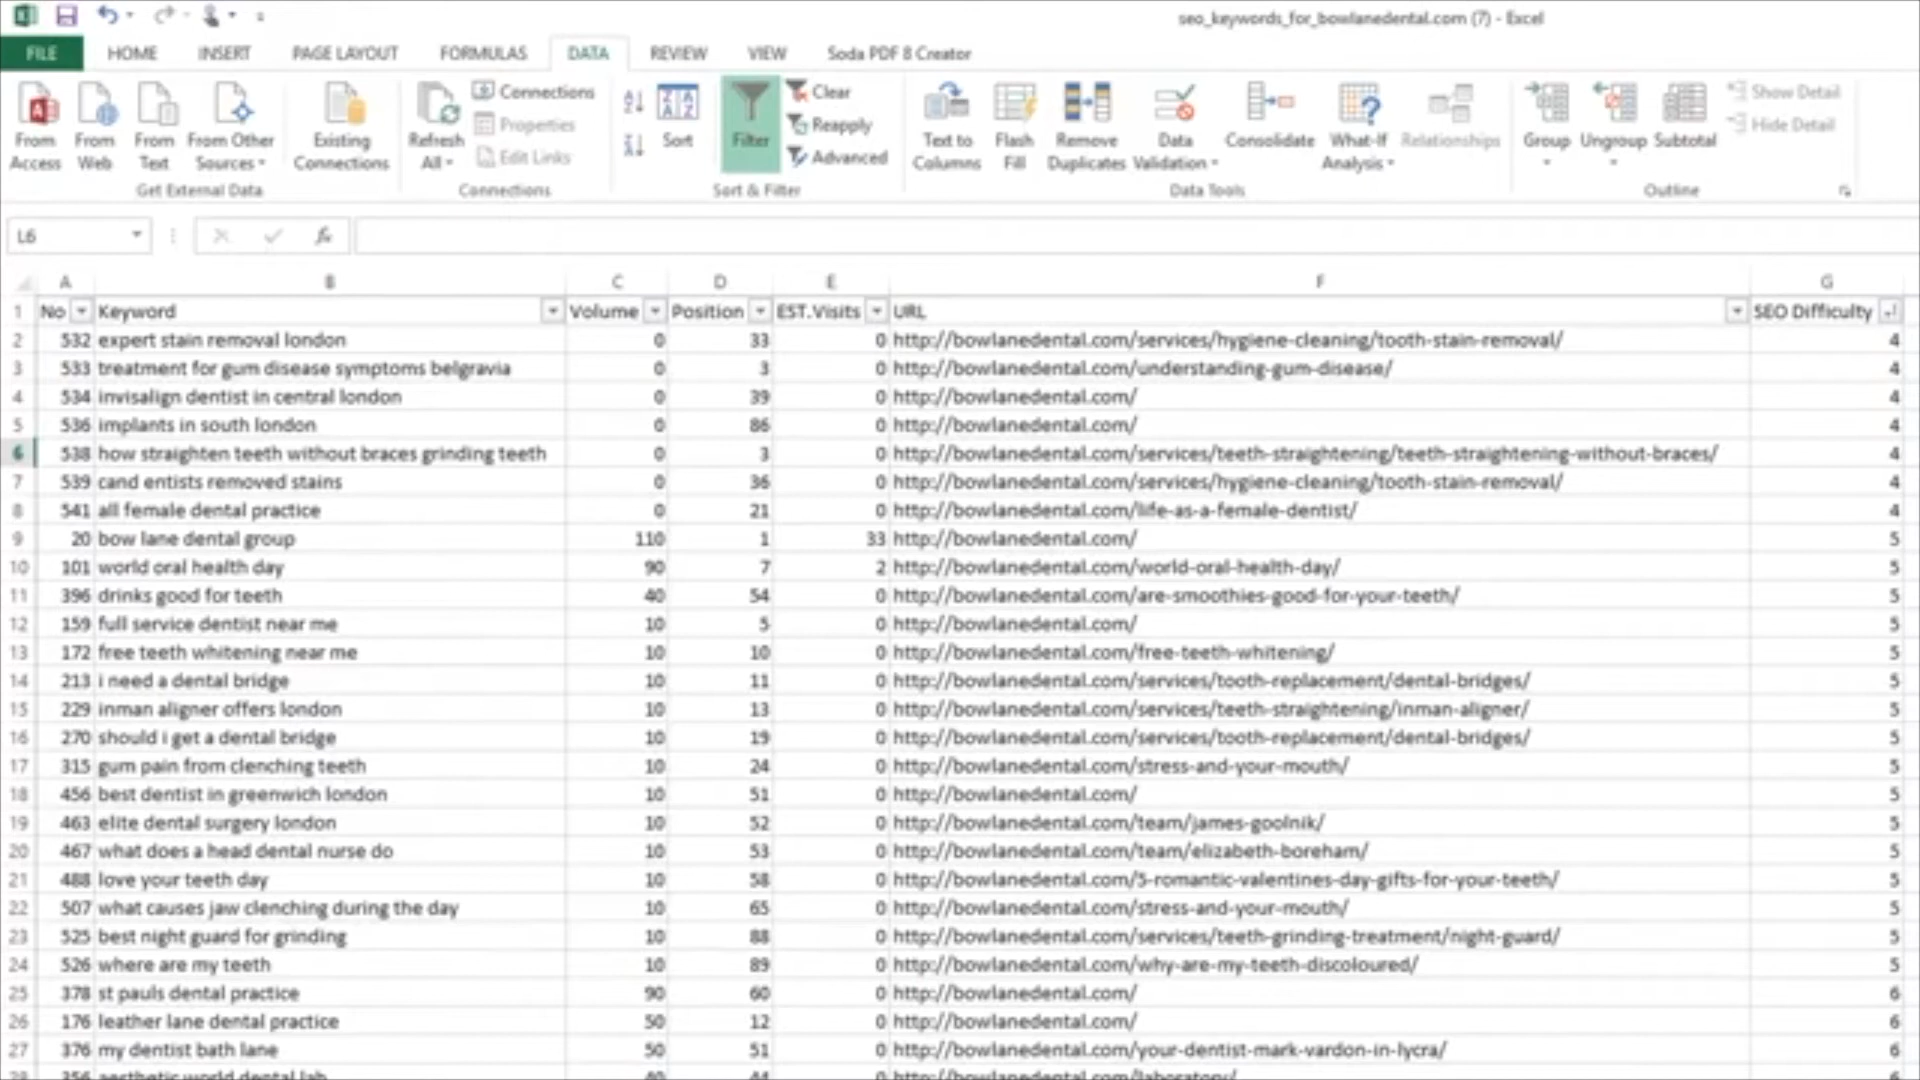 seo_keywords_for_bowlanedental.com (7) - Excel
FILE HOME INSERT PAGE LAYOUT FORMULAS DATA REVIEW VIEW Soda PDF 8 Creator
From Access From Web From Text From Other Sources Existing Connections Refresh All Connections Properties Edit Links Sort Filter Clear Reapply Advanced Text to Columns Flash Fill Remove Duplicates Data Validation Consolidate What-If Analysis Relationships Group Ungroup Subtotal Show Detail Hide Detail
Get External Data Connections Sort & Filter Data Tools Outline
L6 fx
A B C D E F G
1 No Keyword Volume Position EST.Visits URL SEO Difficulty
2 532 expert stain removal london 0 33 0 http://bowlanedental.com/services/hygiene-cleaning/tooth-stain-removal/ 4
3 533 treatment for gum disease symptoms belgravia 0 3 0 http://bowlanedental.com/understanding-gum-disease/ 4
4 534 invisalign dentist in central london 0 39 0 http://bowlanedental.com/ 4
5 536 implants in south london 0 86 0 http://bowlanedental.com/ 4
6 538 how straighten teeth without braces grinding teeth 0 3 0 http://bowlanedental.com/services/teeth-straightening/teeth-straightening-without-braces/ 4
7 539 cand entists removed stains 0 36 0 http://bowlanedental.com/services/hygiene-cleaning/tooth-stain-removal/ 4
8 541 all female dental practice 0 21 0 http://bowlanedental.com/life-as-a-female-dentist/ 4
9 20 bow lane dental group 110 1 33 http://bowlanedental.com/ 5
10 101 world oral health day 90 7 2 http://bowlanedental.com/world-oral-health-day/ 5
11 396 drinks good for teeth 40 54 0 http://bowlanedental.com/are-smoothies-good-for-your-teeth/ 5
12 159 full service dentist near me 10 5 0 http://bowlanedental.com/ 5
13 172 free teeth whitening near me 10 10 0 http://bowlanedental.com/free-teeth-whitening/ 5
14 213 i need a dental bridge 10 11 0 http://bowlanedental.com/services/tooth-replacement/dental-bridges/ 5
15 229 inman aligner offers london 10 13 0 http://bowlanedental.com/services/teeth-straightening/inman-aligner/ 5
16 270 should i get a dental bridge 10 19 0 http://bowlanedental.com/services/tooth-replacement/dental-bridges/ 5
17 315 gum pain from clenching teeth 10 24 0 http://bowlanedental.com/stress-and-your-mouth/ 5
18 456 best dentist in greenwich london 10 51 0 http://bowlanedental.com/ 5
19 463 elite dental surgery london 10 52 0 http://bowlanedental.com/team/james-goolnik/ 5
20 467 what does a head dental nurse do 10 53 0 http://bowlanedental.com/team/elizabeth-boreham/ 5
21 488 love your teeth day 10 58 0 http://bowlanedental.com/5-romantic-valentines-day-gifts-for-your-teeth/ 5
22 507 what causes jaw clenching during the day 10 65 0 http://bowlanedental.com/stress-and-your-mouth/ 5
23 525 best night guard for grinding 10 88 0 http://bowlanedental.com/services/teeth-grinding-treatment/night-guard/ 5
24 526 where are my teeth 10 89 0 http://bowlanedental.com/why-are-my-teeth-discoloured/ 5
25 378 st pauls dental practice 90 60 0 http://bowlanedental.com/ 6
26 176 leather lane dental practice 50 12 0 http://bowlanedental.com/ 6
27 376 my dentist bath lane 50 51 0 http://bowlanedental.com/your-dentist-mark-vardon-in-lycra/ 6
28 356 aesthetic world dental lab 40 44 0 http://bowlanedental.com/laboratory/ 6